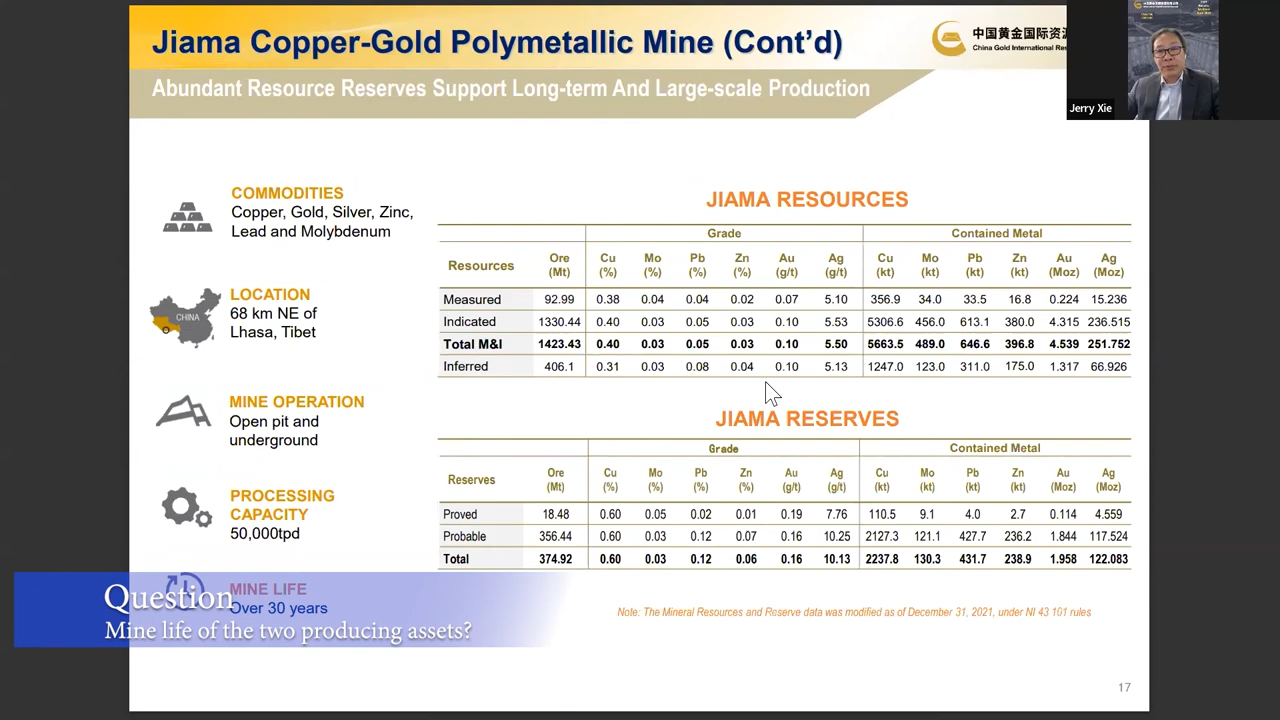 Jiama Copper-Gold Polymetallic Mine (Cont'd)
中国黄金国际资
China Gold International Res
Jerry Xie
Abundant Resource Reserves Support Long-term And Large-scale Production
COMMODITIES
Copper, Gold, Silver, Zinc,
Lead and Molybdenum
CHINA
LOCATION
68 km NE of
Lhasa, Tibet
MINE OPERATION
Open pit and
underground
PROCESSING
CAPACITY
50,000tpd
MINE LIFE
Over 30 years
Question
Mine life of the two producing assets?
JIAMA RESOURCES
Grade Contained Metal
Resources Ore (Mt) Cu (%) Mo (%) Pb (%) Zn (%) Au (g/t) Ag (g/t) Cu (kt) Mo (kt) Pb (kt) Zn (kt) Au (Moz) Ag (Moz)
Measured 92.99 0.38 0.04 0.04 0.02 0.07 5.10 356.9 34.0 33.5 16.8 0.224 15.236
Indicated 1330.44 0.40 0.03 0.05 0.03 0.10 5.53 5306.6 456.0 613.1 380.0 4.315 236.515
Total M&I 1423.43 0.40 0.03 0.05 0.03 0.10 5.50 5663.5 489.0 646.6 396.8 4.539 251.752
Inferred 406.1 0.31 0.03 0.08 0.04 0.10 5.13 1247.0 123.0 311.0 175.0 1.317 66.926
JIAMA RESERVES
Grade Contained Metal
Reserves Ore (Mt) Cu (%) Mo (%) Pb (%) Zn (%) Au (g/t) Ag (g/t) Cu (kt) Mo (kt) Pb (kt) Zn (kt) Au (Moz) Ag (Moz)
Proved 18.48 0.60 0.05 0.02 0.01 0.19 7.76 110.5 9.1 4.0 2.7 0.114 4.559
Probable 356.44 0.60 0.03 0.12 0.07 0.16 10.25 2127.3 121.1 427.7 236.2 1.844 117.524
Total 374.92 0.60 0.03 0.12 0.06 0.16 10.13 2237.8 130.3 431.7 238.9 1.958 122.083
Note: The Mineral Resources and Reserve data was modified as of December 31, 2021, under NI 43 101 rules
17